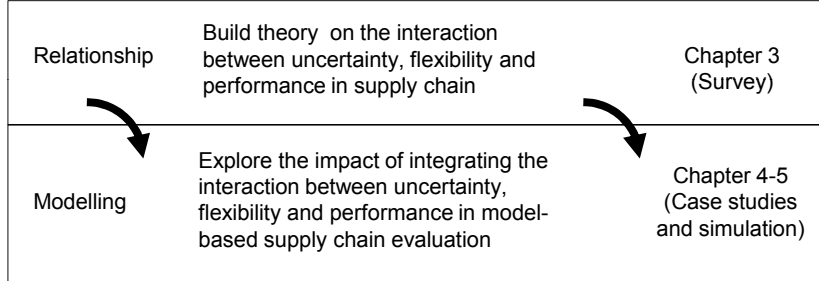 Relationship
Build theory on the interaction
between uncertainty, flexibility and
performance in supply chain
Chapter 3
(Survey)
Modelling
Explore the impact of integrating the
interaction between uncertainty,
flexibility and performance in model-
based supply chain evaluation
Chapter 4-5
(Case studies
and simulation)